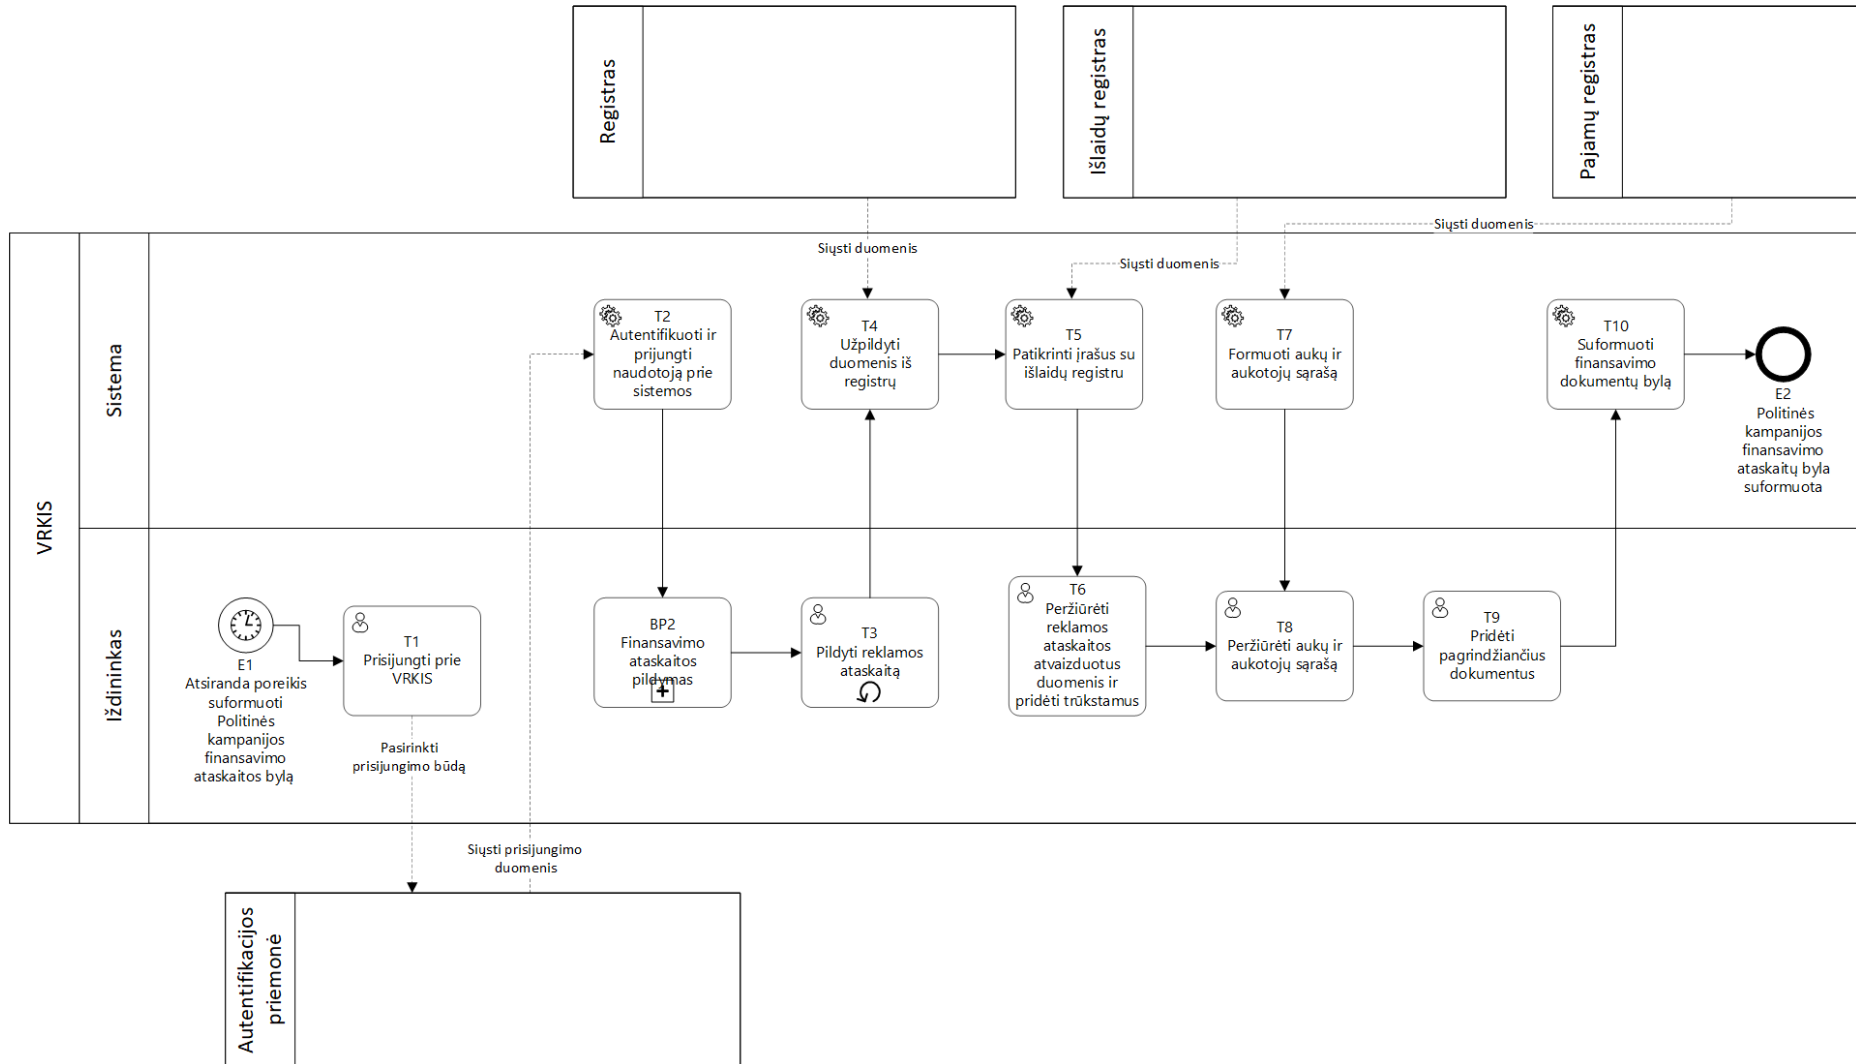 Registras
Išlaidų registras
Pajamų registras
Siųsti duomenis
Siųsti duomenis
Siųsti duomenis
VRKIS
Sistema
T2
Autentifikuoti ir
prijungti
naudotoją prie
sistemos
T4
Užpildyti
duomenis iš
registrų
T5
Patikrinti įrašus su
išlaidų registru
T7
Formuoti aukų ir
aukotojų sąrašą
T10
Suformuoti
finansavimo
dokumentų bylą
E2
Politinės
kampanijos
finansavimo
ataskaitų byla
suformuota
Iždininkas
E1
Atsiranda poreikis
suformuoti
Politinės
kampanijos
finansavimo
ataskaitos bylą
T1
Prisijungti prie
VRKIS
BP2
Finansavimo
ataskaitos
pildymas
T3
Pildyti reklamos
ataskaitą
T6
Peržiūrėti
reklamos
ataskaitos
atvaizduotus
duomenis ir
pridėti trūkstamus
T8
Peržiūrėti aukų ir
aukotojų sąrašą
T9
Pridėti
pagrindžiančius
dokumentus
Pasirinkti
prisijungimo būdą
Siųsti prisijungimo
duomenis
Autentifikacijos
priemonė